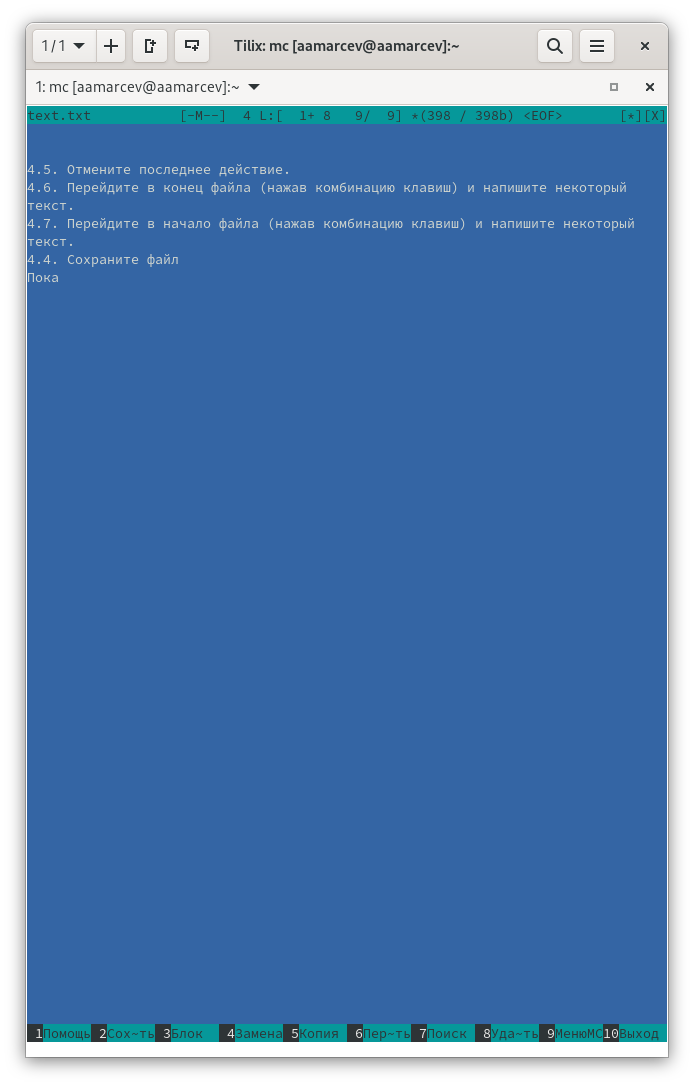 1 / 1 Tilix: mc [aamarcev@aamarcev]:~
1: mc [aamarcev@aamarcev]:~
text.txt [-M--] 4 L:[ 1+ 8 9/ 9] *(398 / 398b) <EOF> [*][X]
4.5. Отмените последнее действие.
4.6. Перейдите в конец файла (нажав комбинацию клавиш) и напишите некоторый
текст.
4.7. Перейдите в начало файла (нажав комбинацию клавиш) и напишите некоторый
текст.
4.4. Сохраните файл
Пока
1Помощь 2Сох~ть 3Блок 4Замена 5Копия 6Пер~ть 7Поиск 8Уда~ть 9МенюMC 10Выход